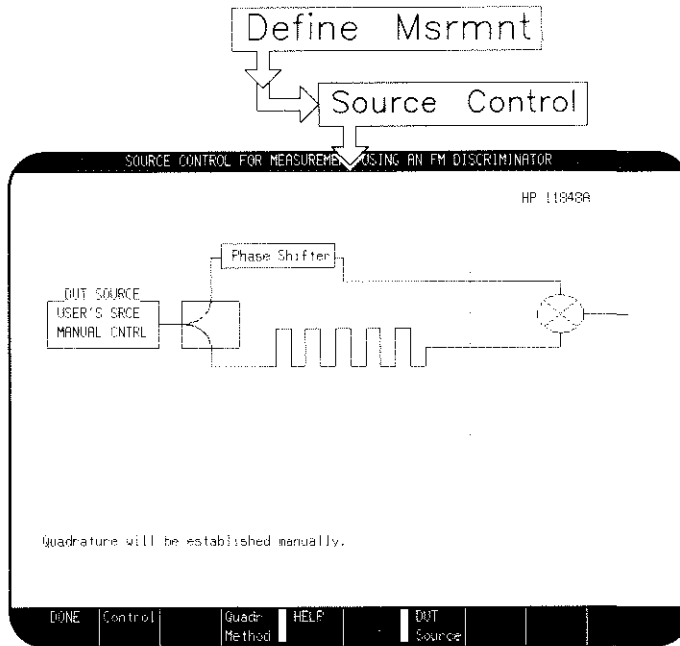 Define Msrmnt
Source Control
SOURCE CONTROL FOR MEASUREMEN USING AN FM DISCRIMINATOR
HP 11848A
Phase Shifter
DUT SOURCE
USER'S SRCE
MANUAL CNTRL
Quadrature will be established manually.
DONE Control Quadr Method HELP DUT Source